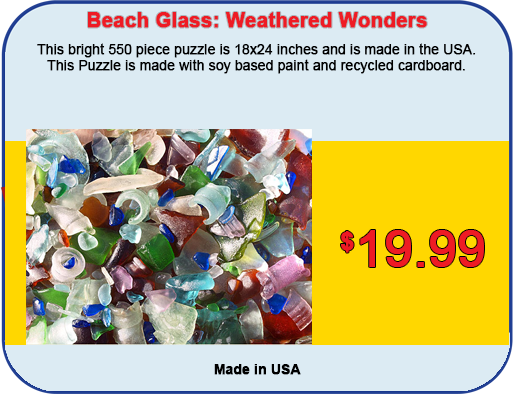 Beach Glass: Weathered Wonders
This bright 550 piece puzzle is 18x24 inches and is made in the USA.
This Puzzle is made with soy based paint and recycled cardboard.
$19.99
Made in USA